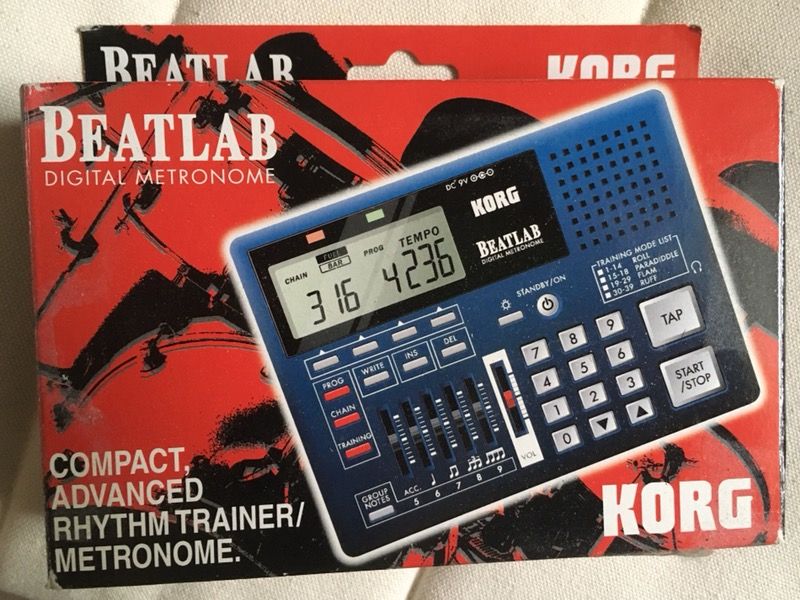 BEATLAB KORG
BEATLAB
DIGITAL METRONOME
DC 9V
KORG
BEATLAB
DIGITAL METRONOME
CHAIN BAR PROG TEMPO
316 4236
TRAINING MODE LIST
1-14 ROLL
15-18 PARADIDDLE
19-29 FLAM
30-39 RUFF
STANDBY/ON
TAP
START
/STOP
WRITE INS DEL
PROG
CHAIN
TRAINING
7 8 9
4 5 6
1 2 3
0
VOL
ACC.
5 6 7 8 9
GROUP
NOTES
COMPACT,
ADVANCED
RHYTHM TRAINER/
METRONOME.
KORG